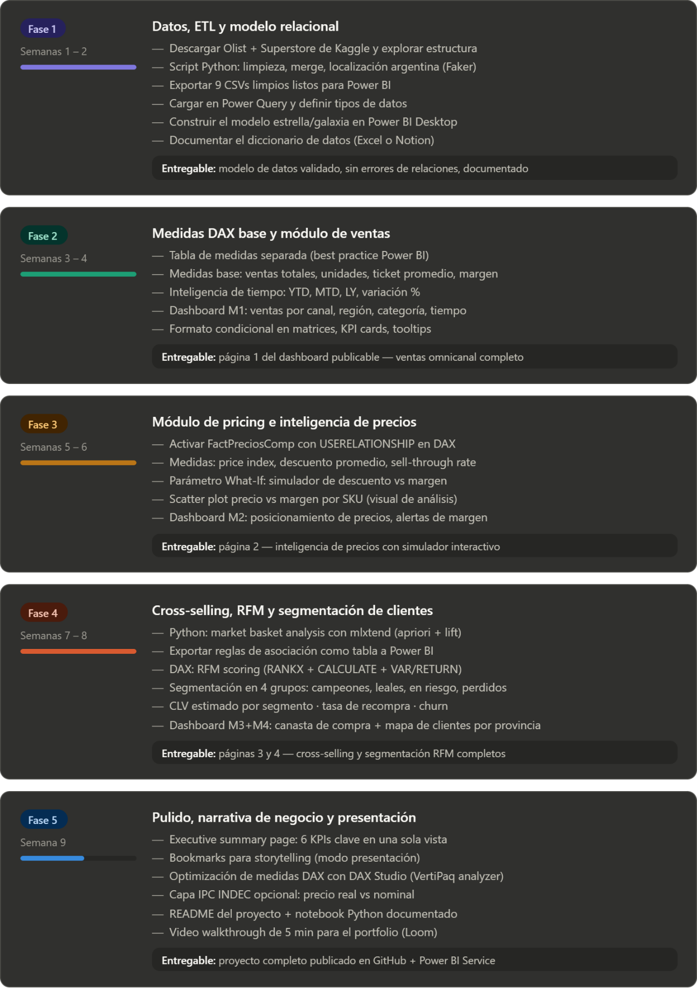 Fase 1
Semanas 1 – 2
Datos, ETL y modelo relacional
— Descargar Olist + Superstore de Kaggle y explorar estructura
— Script Python: limpieza, merge, localización argentina (Faker)
— Exportar 9 CSVs limpios listos para Power BI
— Cargar en Power Query y definir tipos de datos
— Construir el modelo estrella/galaxia en Power BI Desktop
— Documentar el diccionario de datos (Excel o Notion)
Entregable: modelo de datos validado, sin errores de relaciones, documentado
Fase 2
Semanas 3 – 4
Medidas DAX base y módulo de ventas
— Tabla de medidas separada (best practice Power BI)
— Medidas base: ventas totales, unidades, ticket promedio, margen
— Inteligencia de tiempo: YTD, MTD, LY, variación %
— Dashboard M1: ventas por canal, región, categoría, tiempo
— Formato condicional en matrices, KPI cards, tooltips
Entregable: página 1 del dashboard publicable — ventas omnicanal completo
Fase 3
Semanas 5 – 6
Módulo de pricing e inteligencia de precios
— Activar FactPreciosComp con USERELATIONSHIP en DAX
— Medidas: price index, descuento promedio, sell-through rate
— Parámetro What-If: simulador de descuento vs margen
— Scatter plot precio vs margen por SKU (visual de análisis)
— Dashboard M2: posicionamiento de precios, alertas de margen
Entregable: página 2 — inteligencia de precios con simulador interactivo
Fase 4
Semanas 7 – 8
Cross-selling, RFM y segmentación de clientes
— Python: market basket analysis con mlxtend (apriori + lift)
— Exportar reglas de asociación como tabla a Power BI
— DAX: RFM scoring (RANKX + CALCULATE + VAR/RETURN)
— Segmentación en 4 grupos: campeones, leales, en riesgo, perdidos
— CLV estimado por segmento · tasa de recompra · churn
— Dashboard M3+M4: canasta de compra + mapa de clientes por provincia
Entregable: páginas 3 y 4 — cross-selling y segmentación RFM completos
Fase 5
Semana 9
Pulido, narrativa de negocio y presentación
— Executive summary page: 6 KPIs clave en una sola vista
— Bookmarks para storytelling (modo presentación)
— Optimización de medidas DAX con DAX Studio (VertiPaq analyzer)
— Capa IPC INDEC opcional: precio real vs nominal
— README del proyecto + notebook Python documentado
— Video walkthrough de 5 min para el portfolio (Loom)
Entregable: proyecto completo publicado en GitHub + Power BI Service